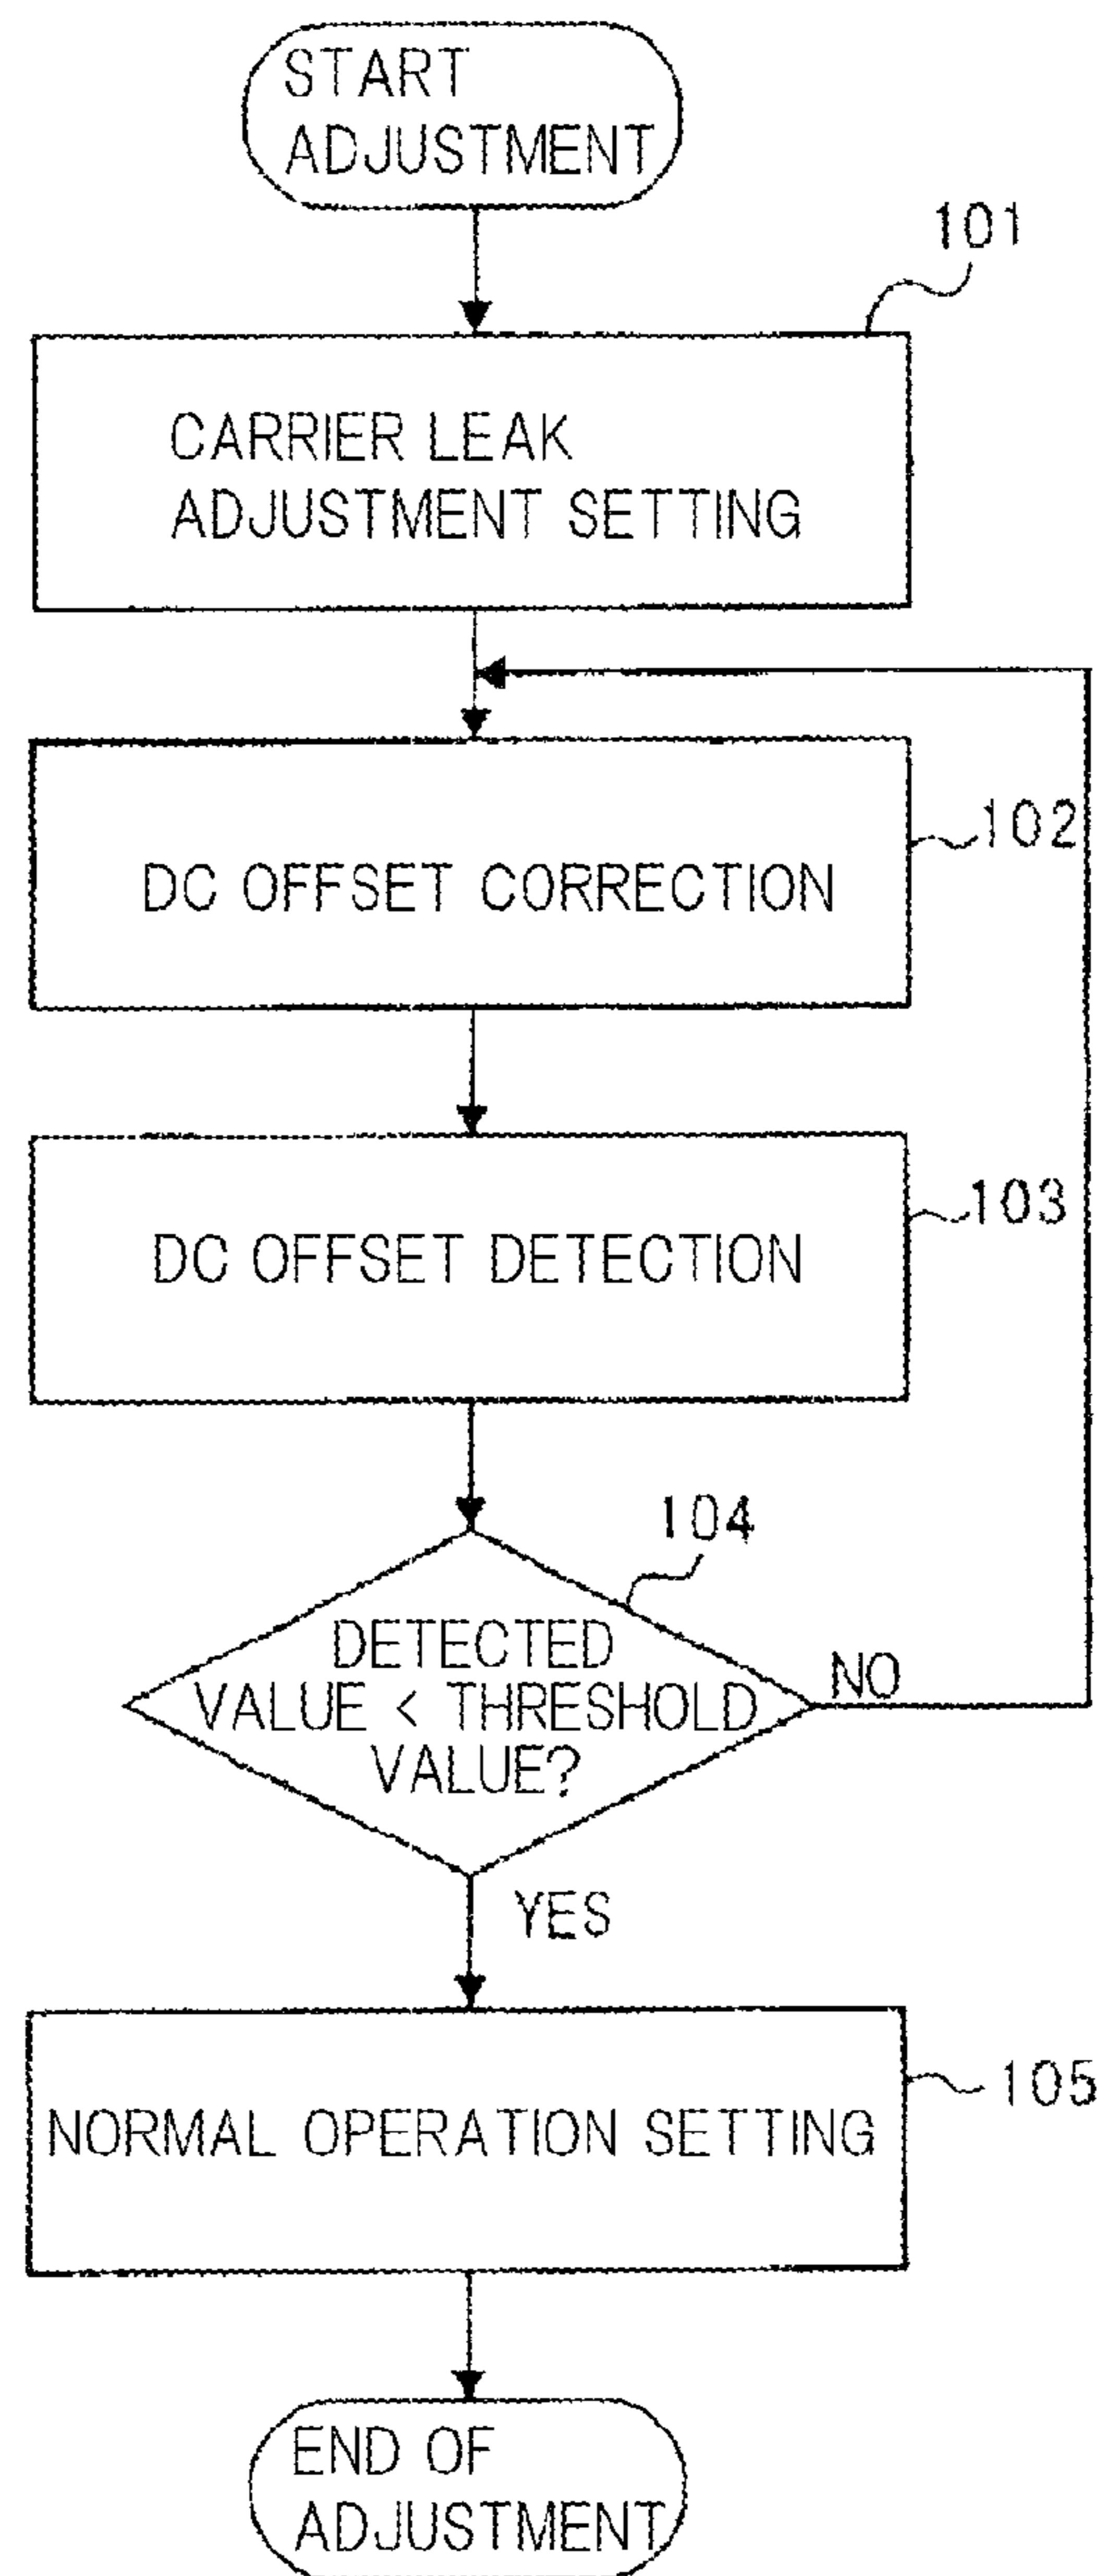 START
ADJUSTMENT
101
CARRIER LEAK
ADJUSTMENT SETTING
102
DC OFFSET CORRECTION
103
DC OFFSET DETECTION
104
DETECTED
VALUE < THRESHOLD
VALUE?
NO
YES
105
NORMAL OPERATION SETTING
END OF
ADJUSTMENT